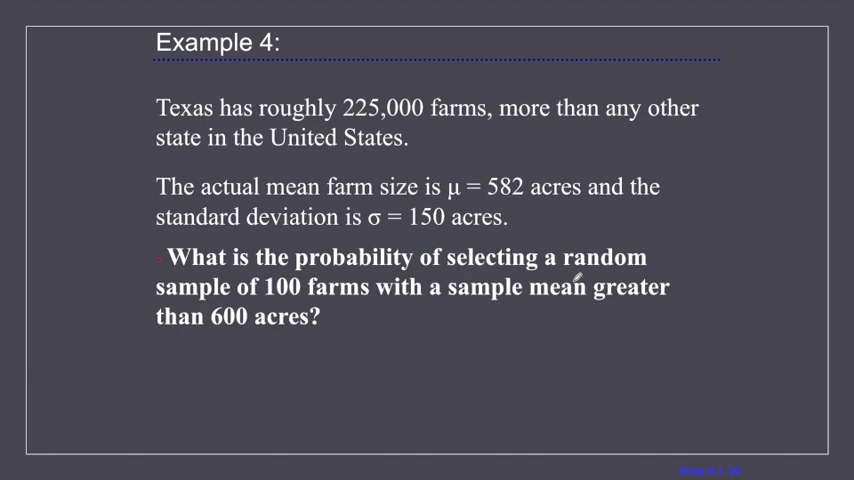 Example 4:
Texas has roughly 225,000 farms, more than any other
state in the United States.
The actual mean farm size is μ = 582 acres and the
standard deviation is σ = 150 acres.
What is the probability of selecting a random
sample of 100 farms with a sample mean greater
than 600 acres?